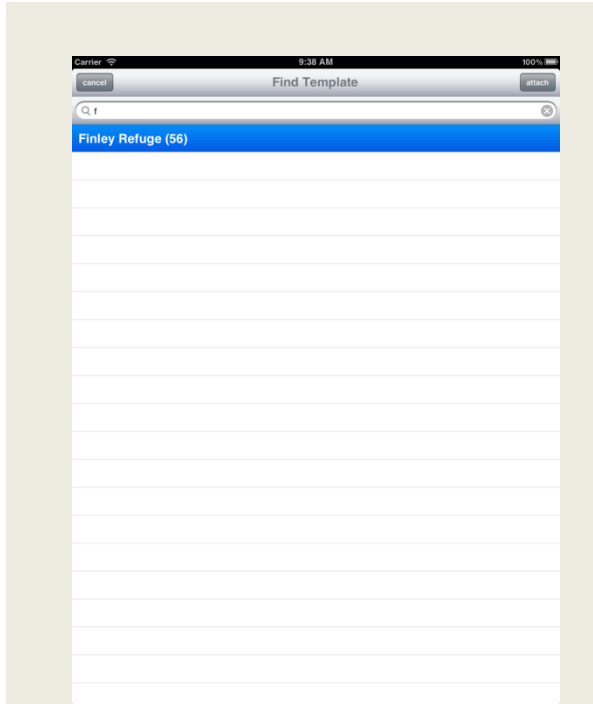 Carrier 9:38 AM 100%
cancel Find Template attach
f
Finley Refuge (56)